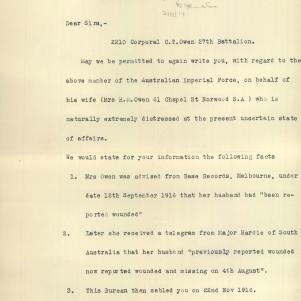 Dear Sirs,-
2210 Corporal C.T.Owen 27th Battalion.
May we be permitted to again write you, with regard to the
above member of the Australian Imperial Force, on behalf of
his wife (Mrs H.M.Owen 61 Chapel St Norwood S.A ) who is
naturally extremely distressed at the present uncertain state
of affairs.
We would state for your information the following facts
1. Mrs Owen was advised from Base Records, Melbourne, under
date 12th September 1916 that her husband had "been re-
ported wounded"
2. Later she received a telegram from Major Hardie of South
Australia that her husband "previously reported wounded
now reported wounded and missing on 4th August".
3. This Bureau then cabled you on 22nd Nov 1916.